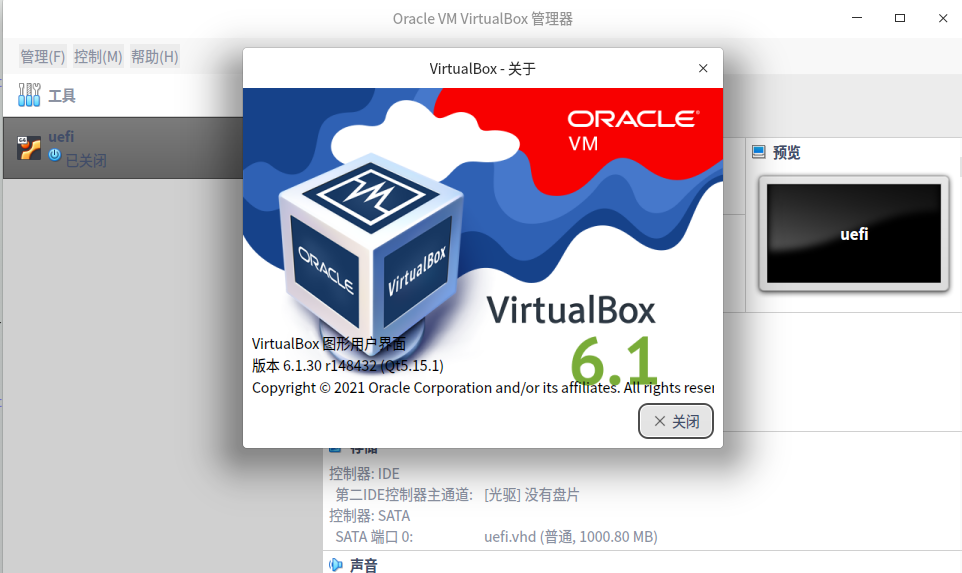 Oracle VM VirtualBox 管理器
管理(F) 控制(M) 帮助(H)
工具
64
uefi
已关闭
VirtualBox - 关于
ORACLE
VM
ORACLE
VirtualBox
VirtualBox
6.1
VirtualBox 图形用户界面
版本 6.1.30 r148432 (Qt5.15.1)
Copyright © 2021 Oracle Corporation and/or its affiliates. All rights
关闭
预览
uefi
存储
控制器: IDE
第二IDE控制器主通道: [光驱] 没有盘片
控制器: SATA
SATA 端口 0: uefi.vhd (普通, 1000.80 MB)
声音